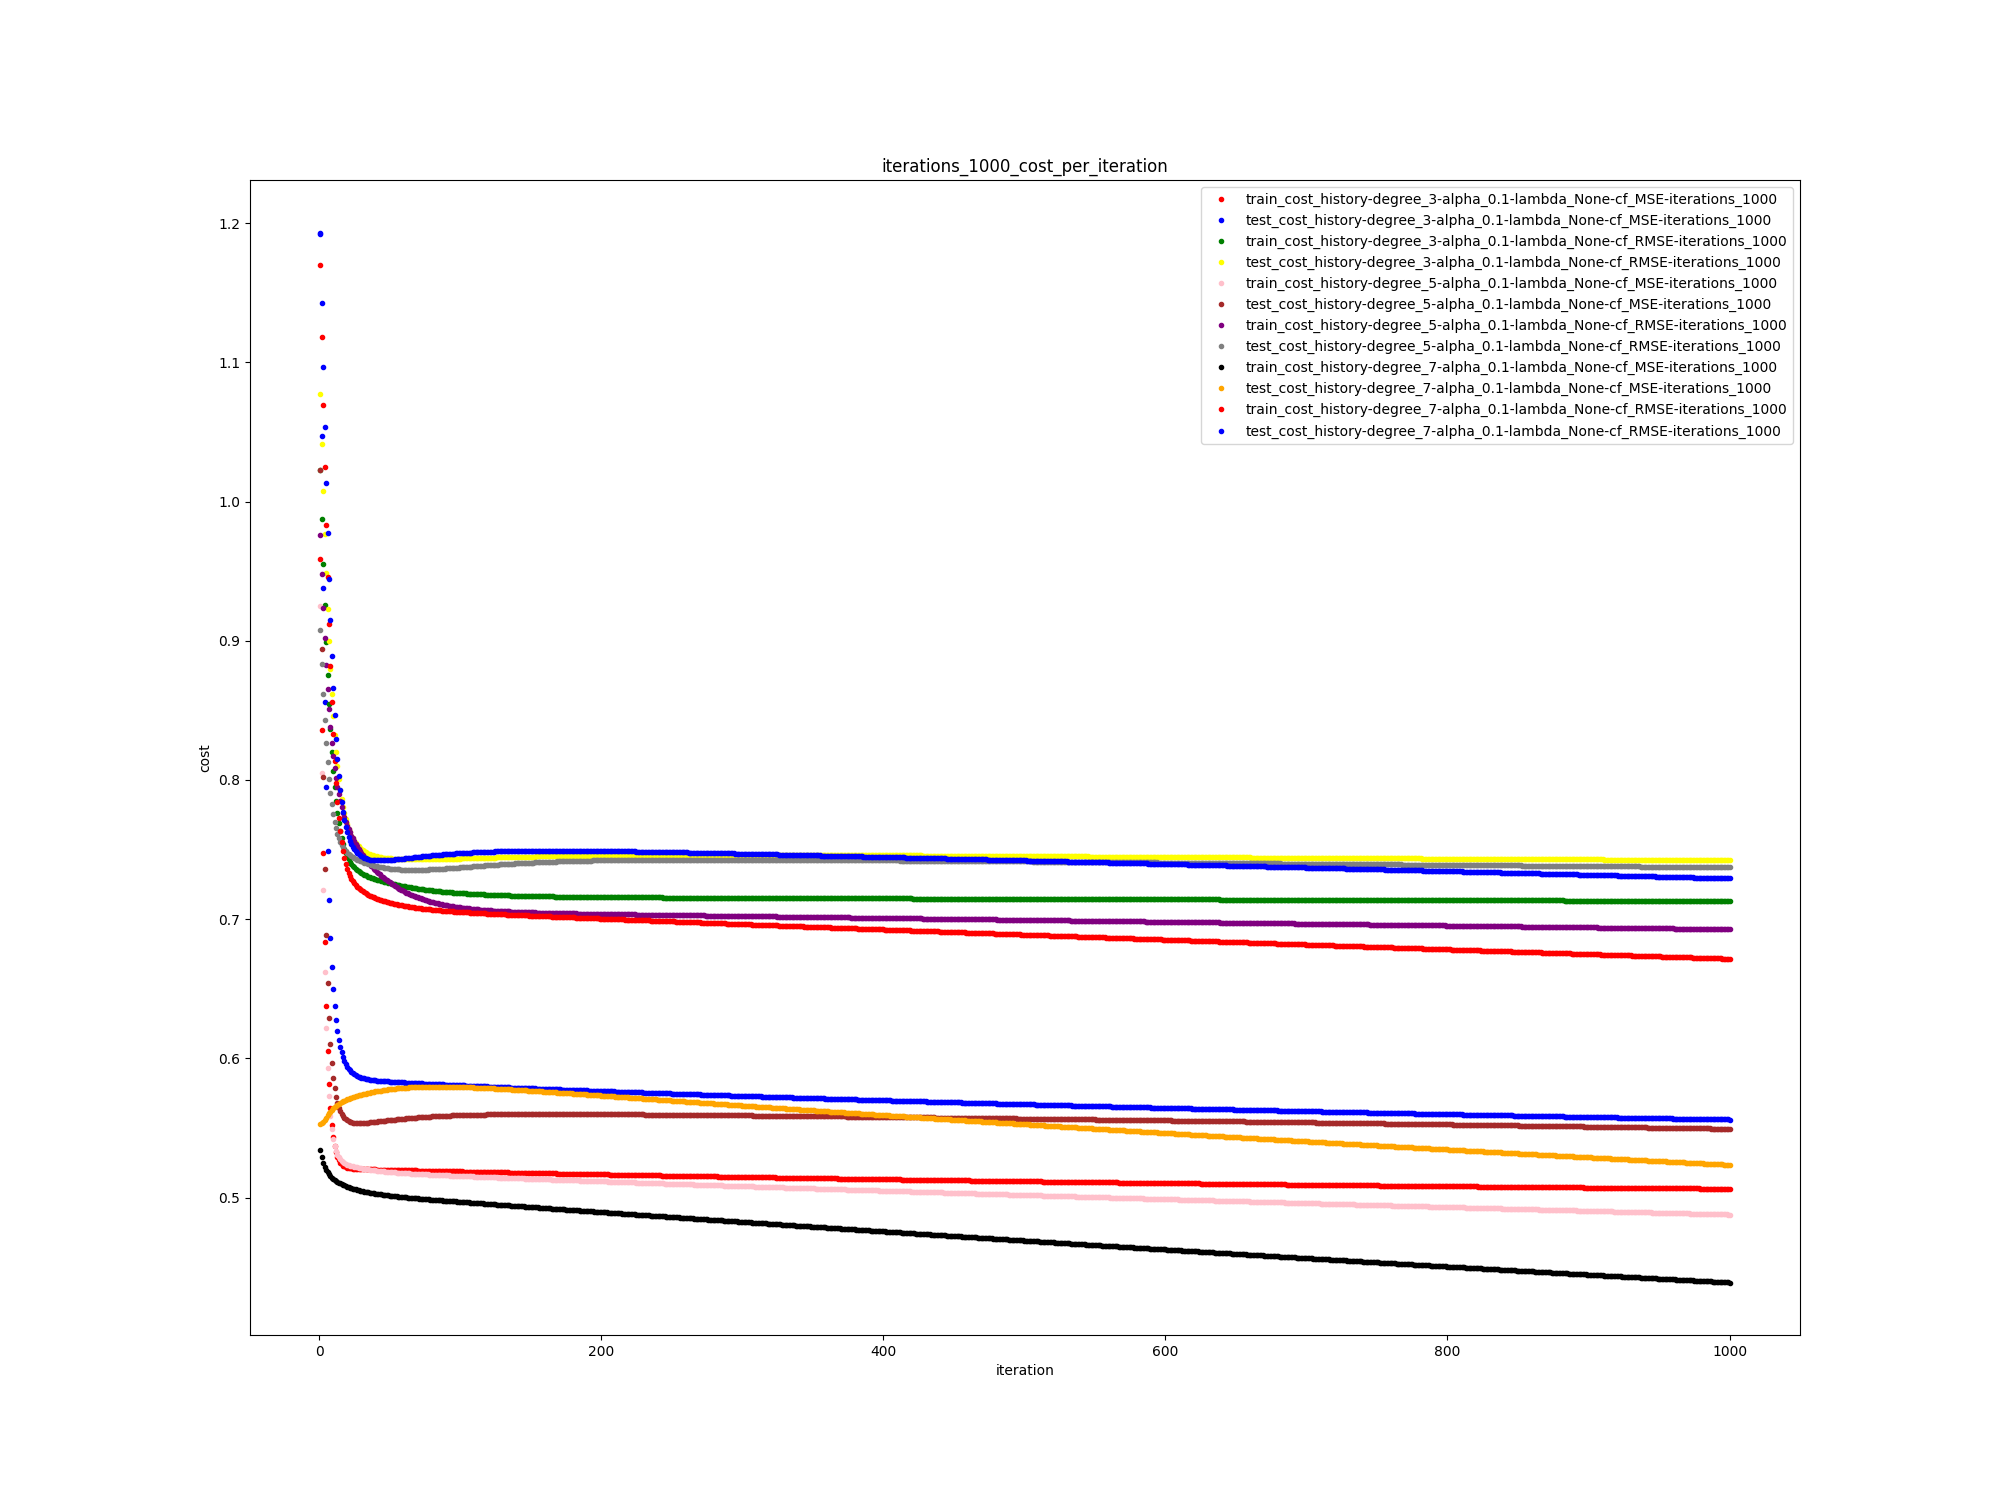 iterations_1000_cost_per_iteration
train_cost_history-degree_3-alpha_0.1-lambda_None-cf_MSE-iterations_1000
test_cost_history-degree_3-alpha_0.1-lambda_None-cf_MSE-iterations_1000
train_cost_history-degree_3-alpha_0.1-lambda_None-cf_RMSE-iterations_1000
test_cost_history-degree_3-alpha_0.1-lambda_None-cf_RMSE-iterations_1000
train_cost_history-degree_5-alpha_0.1-lambda_None-cf_MSE-iterations_1000
test_cost_history-degree_5-alpha_0.1-lambda_None-cf_MSE-iterations_1000
train_cost_history-degree_5-alpha_0.1-lambda_None-cf_RMSE-iterations_1000
test_cost_history-degree_5-alpha_0.1-lambda_None-cf_RMSE-iterations_1000
train_cost_history-degree_7-alpha_0.1-lambda_None-cf_MSE-iterations_1000
test_cost_history-degree_7-alpha_0.1-lambda_None-cf_MSE-iterations_1000
train_cost_history-degree_7-alpha_0.1-lambda_None-cf_RMSE-iterations_1000
test_cost_history-degree_7-alpha_0.1-lambda_None-cf_RMSE-iterations_1000
1.2
1.1
1.0
0.9
0.8
0.7
0.6
0.5
cost
0 200 400 600 800 1000
iteration